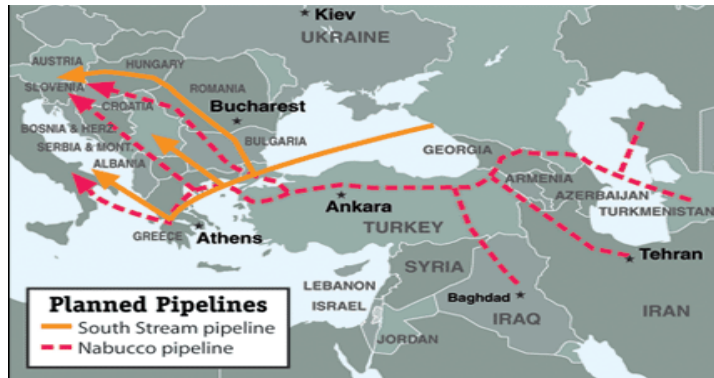 Kiev
UKRAINE
AUSTRIA
HUNGARY
SLOVENIA
ROMANIA
CROATIA
Bucharest
BOSNIA & HERZ.
BULGARIA
SERBIA & MONT.
GEORGIA
ALBANIA
ARMENIA
AZERBAIJAN
Ankara
TURKMENISTAN
TURKEY
GREECE
Athens
Tehran
SYRIA
LEBANON
ISRAEL
Baghdad
IRAQ
IRAN
JORDAN
Planned Pipelines
South Stream pipeline
Nabucco pipeline